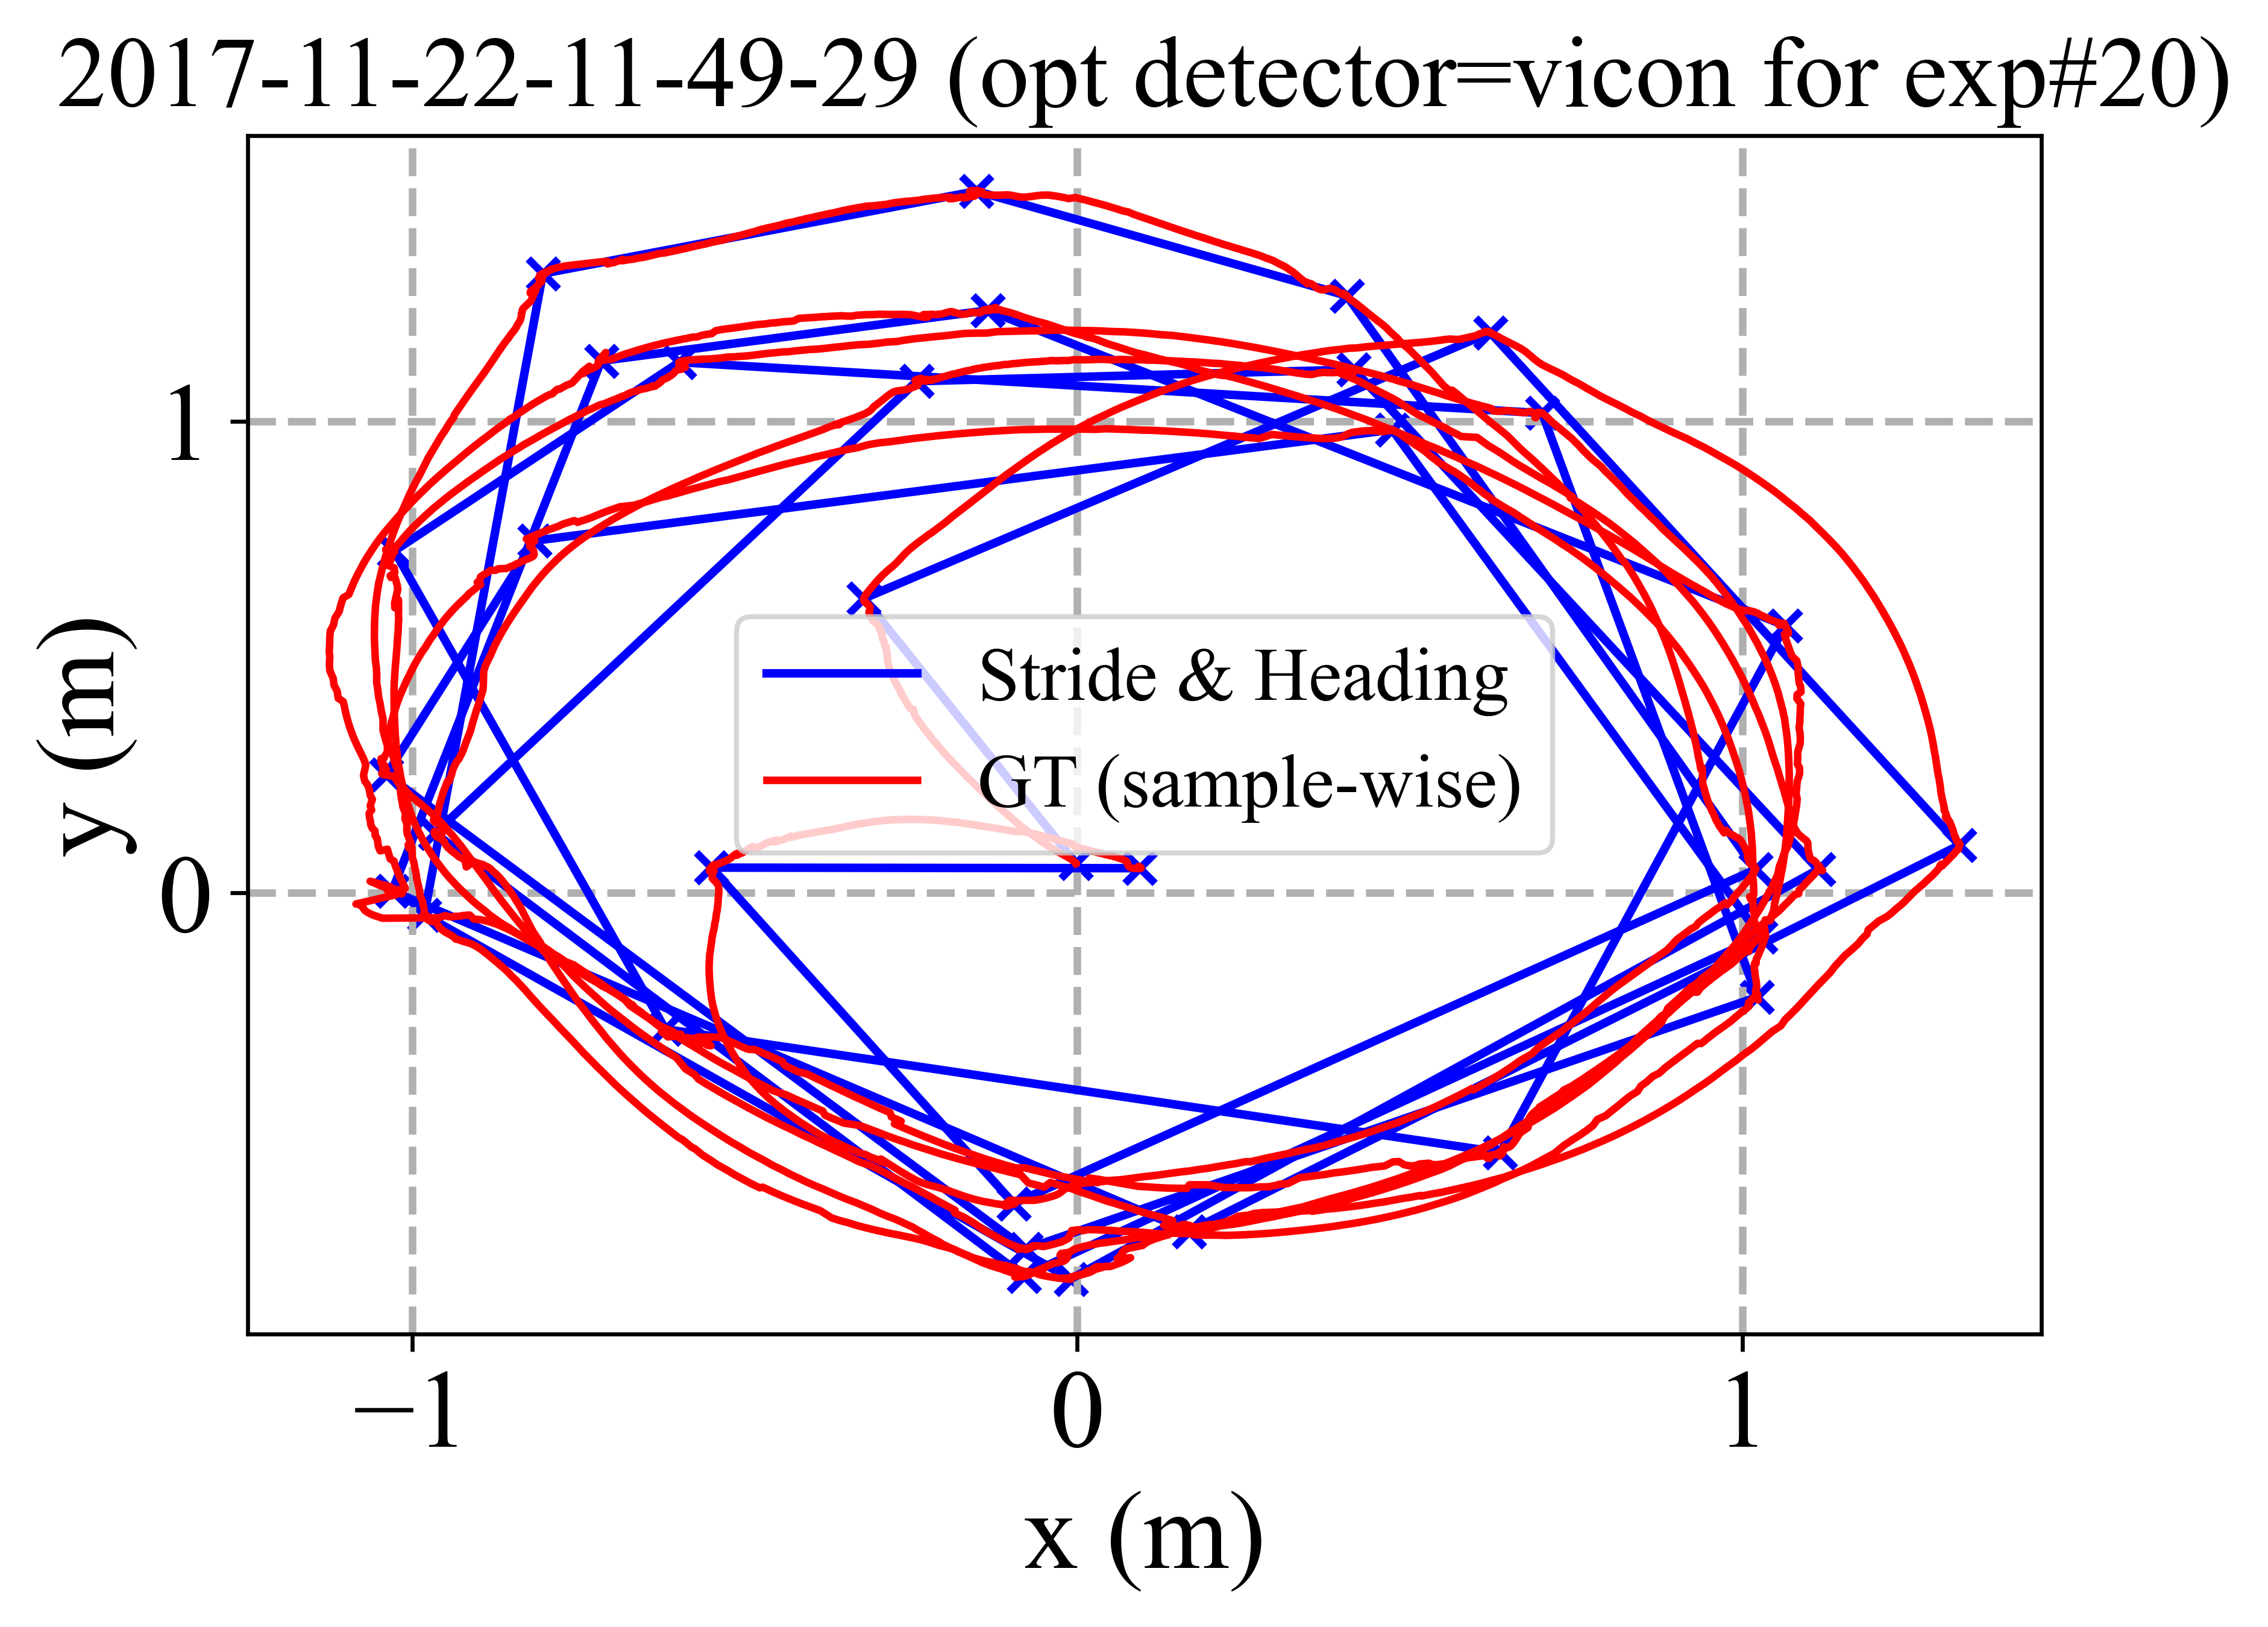 2017-11-22-11-49-29 (opt detector=vicon for exp#20)
1
y (m)
Stride & Heading
GT (sample-wise)
0
−1 0 1
x (m)